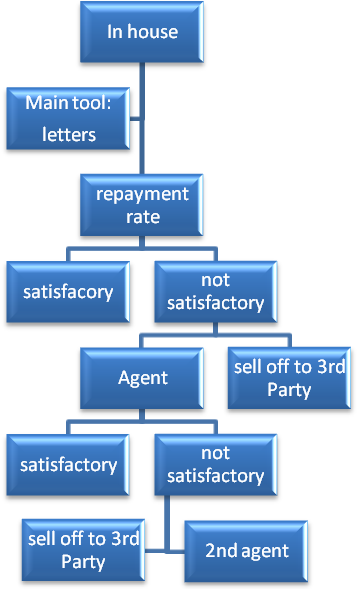 In house
Main tool:
letters
repayment
rate
satisfacory
not
satisfactory
Agent
sell off to 3rd
Party
satisfactory
not
satisfactory
sell off to 3rd
Party
2nd agent